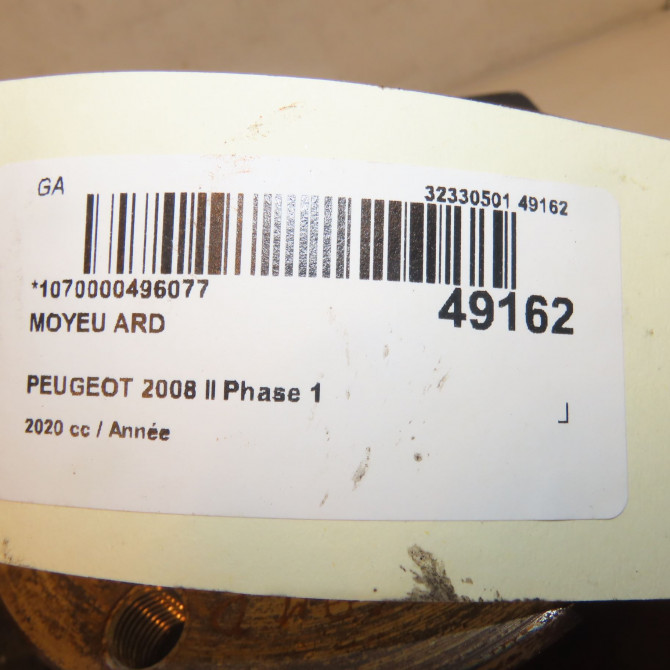 GA
32330501 49162
*1070000496077
49162
MOYEU ARD
PEUGEOT 2008 II Phase 1
2020 cc / Année